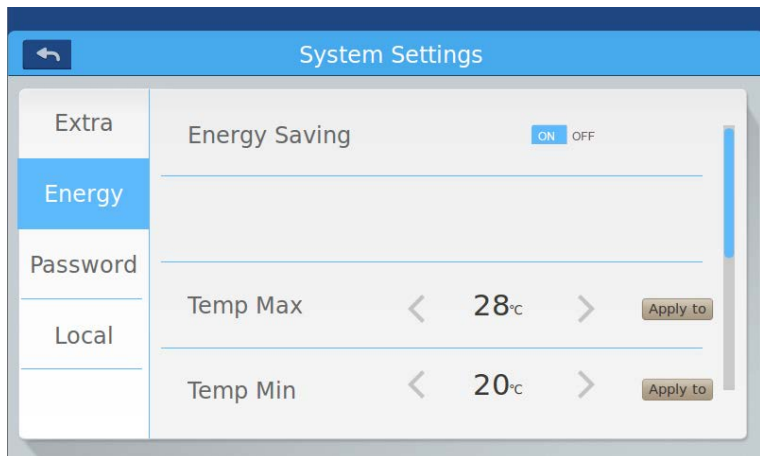 System Settings
Extra
Energy
Password
Local
Energy Saving ON OFF
Temp Max 28°C Apply to
Temp Min 20°C Apply to